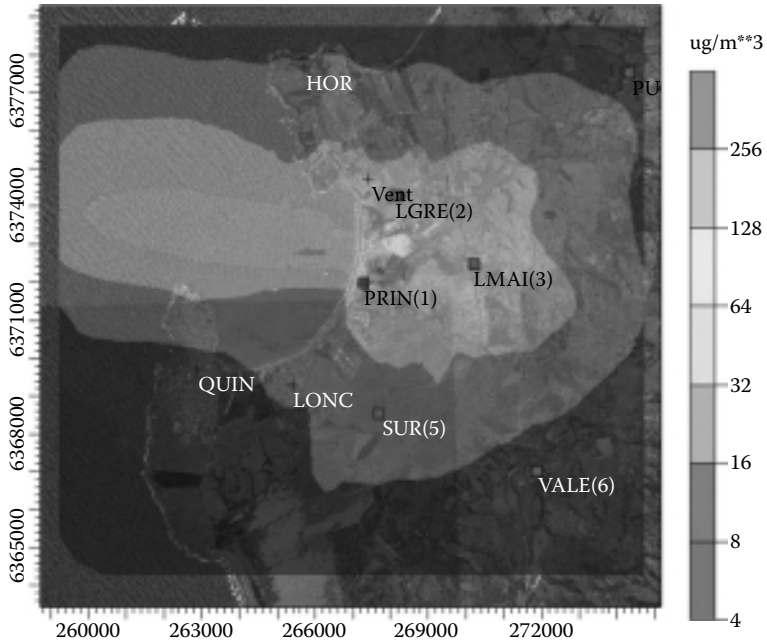 ug/m**3
6377000
6374000
6371000
6368000
6365000
HOR
PU
Vent
LGRE(2)
LMAI(3)
PRIN(1)
QUIN
LONC
SUR(5)
VALE(6)
256
128
64
32
16
8
4
260000
263000
266000
269000
272000